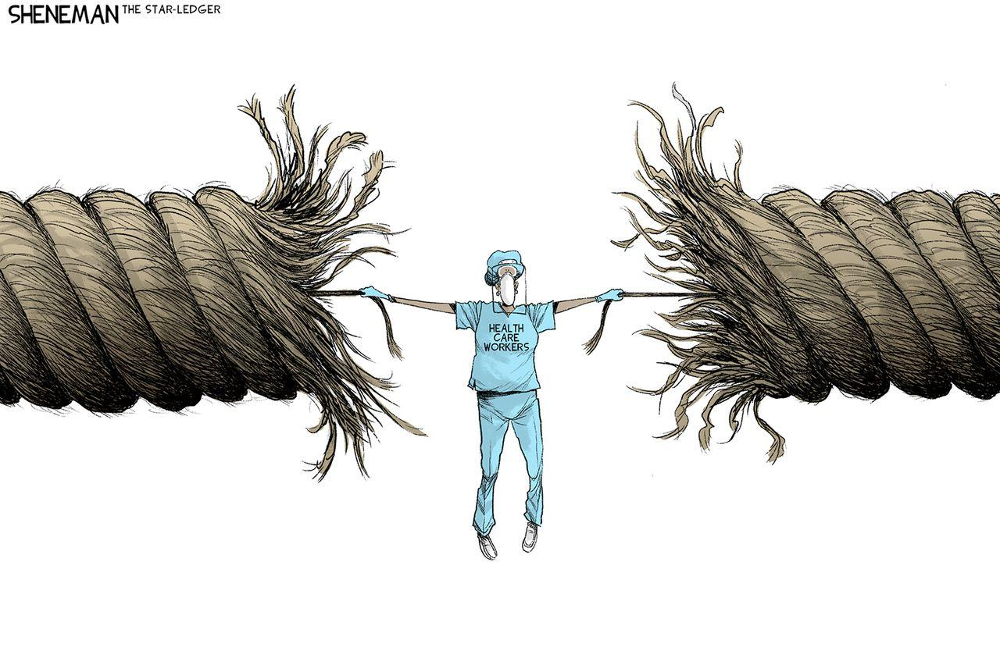 SHENEMAN THE STAR-LEDGER
HEALTH
CARE
WORKERS